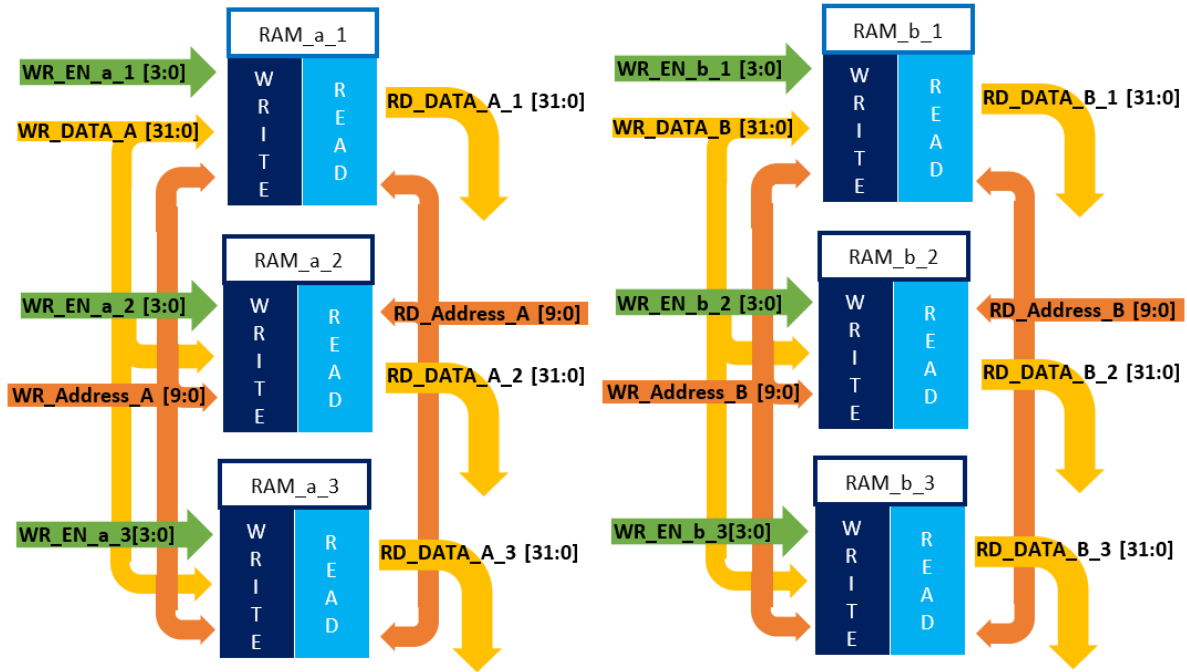 RAM_a_1
WR_EN_a_1 [3:0]
WRITE
READ
RD_DATA_A_1 [31:0]
WR_DATA_A [31:0]
RAM_a_2
WR_EN_a_2 [3:0]
WRITE
READ
RD_Address_A [9:0]
RD_DATA_A_2 [31:0]
WR_Address_A [9:0]
RAM_a_3
WR_EN_a_3[3:0]
WRITE
READ
RD_DATA_A_3 [31:0]
RAM_b_1
WR_EN_b_1 [3:0]
WRITE
READ
RD_DATA_B_1 [31:0]
WR_DATA_B [31:0]
RAM_b_2
WR_EN_b_2 [3:0]
WRITE
READ
RD_Address_B [9:0]
RD_DATA_B_2 [31:0]
WR_Address_B [9:0]
RAM_b_3
WR_EN_b_3[3:0]
WRITE
READ
RD_DATA_B_3 [31:0]